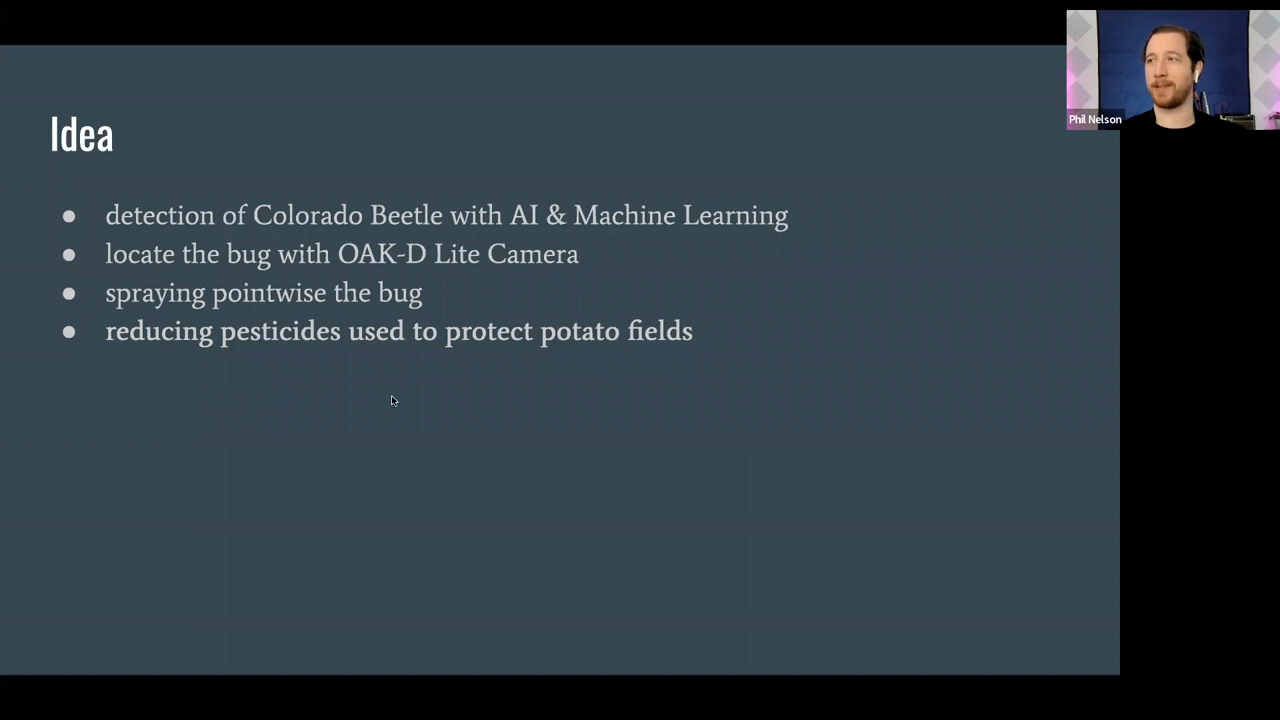 Idea
● detection of Colorado Beetle with AI & Machine Learning
● locate the bug with OAK-D Lite Camera
● spraying pointwise the bug
● reducing pesticides used to protect potato fields
Phil Nelson